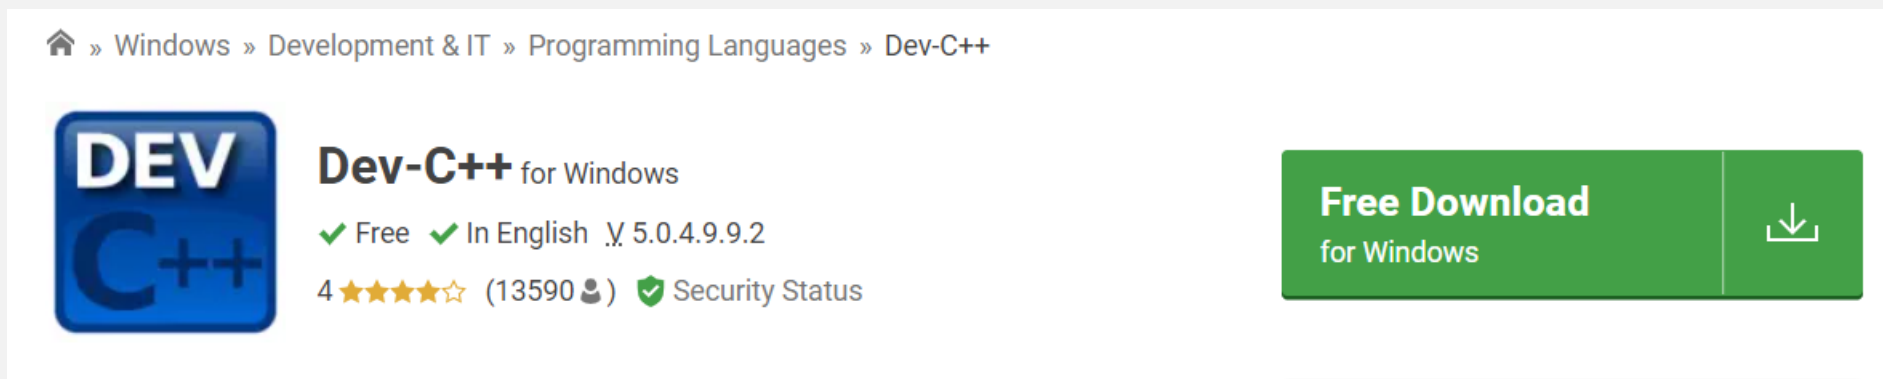 » Windows » Development & IT » Programming Languages » Dev-C++
DEV
C++
Dev-C++ for Windows
Free In English V 5.0.4.9.9.2
4 (13590 ) Security Status
Free Download
for Windows